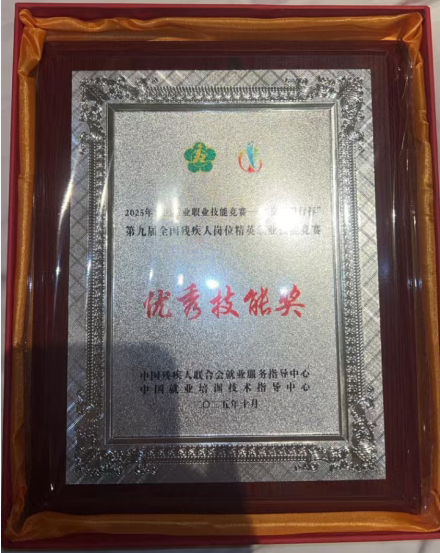 2025年 业职业技能竞赛—
第九届全国残疾人岗位精英职业技能竞赛
优秀技能奖
中国残疾人联合会就业服务指导中心
中国就业培训技术指导中心
二〇二五年十月